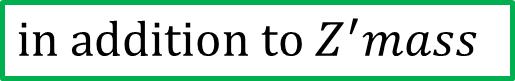 in addition to Z′mass